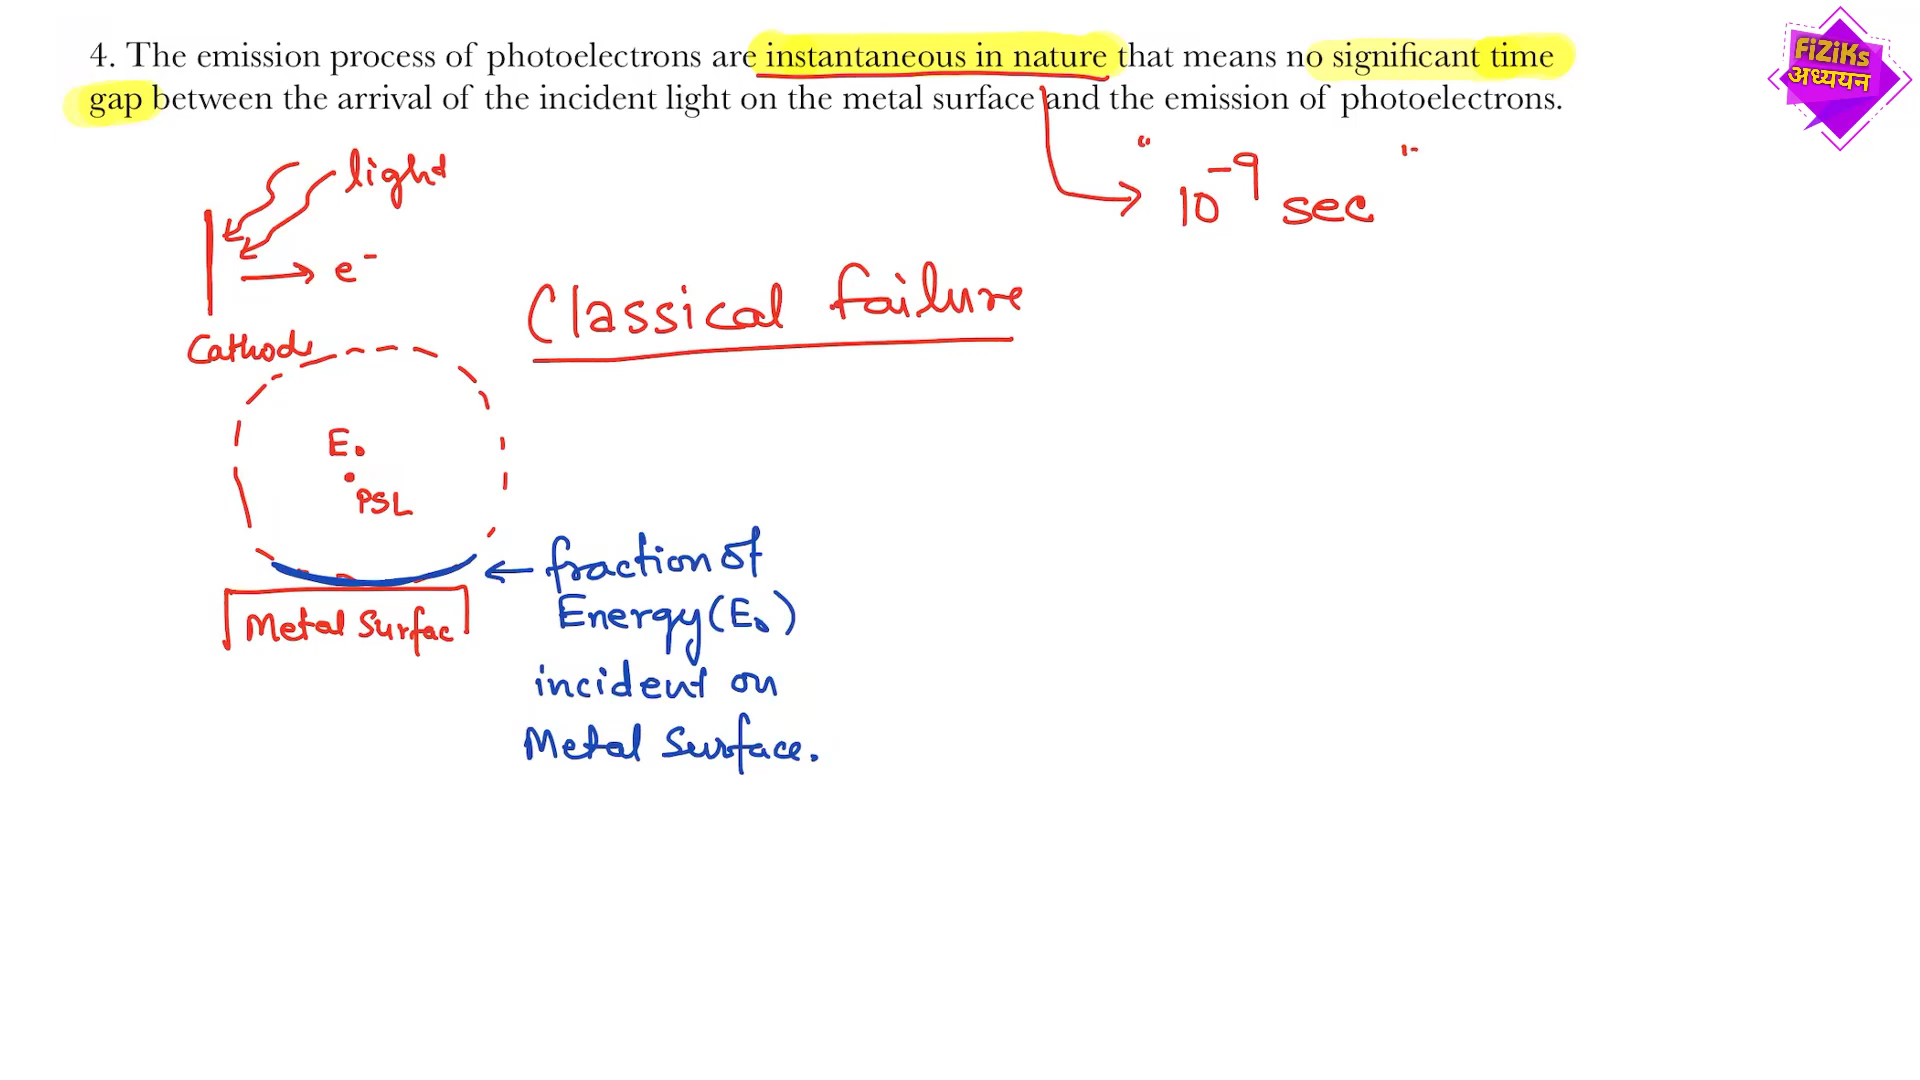 4. The emission process of photoelectrons are instantaneous in nature that means no significant time
gap between the arrival of the incident light on the metal surface and the emission of photoelectrons.
FiZiKs
अध्ययन
light
" 10⁻⁹ sec "
e⁻
Cathode
Classical failure
E₀
PSL
fraction of
Energy (E₀)
incident on
Metal Surface.
Metal Surfac